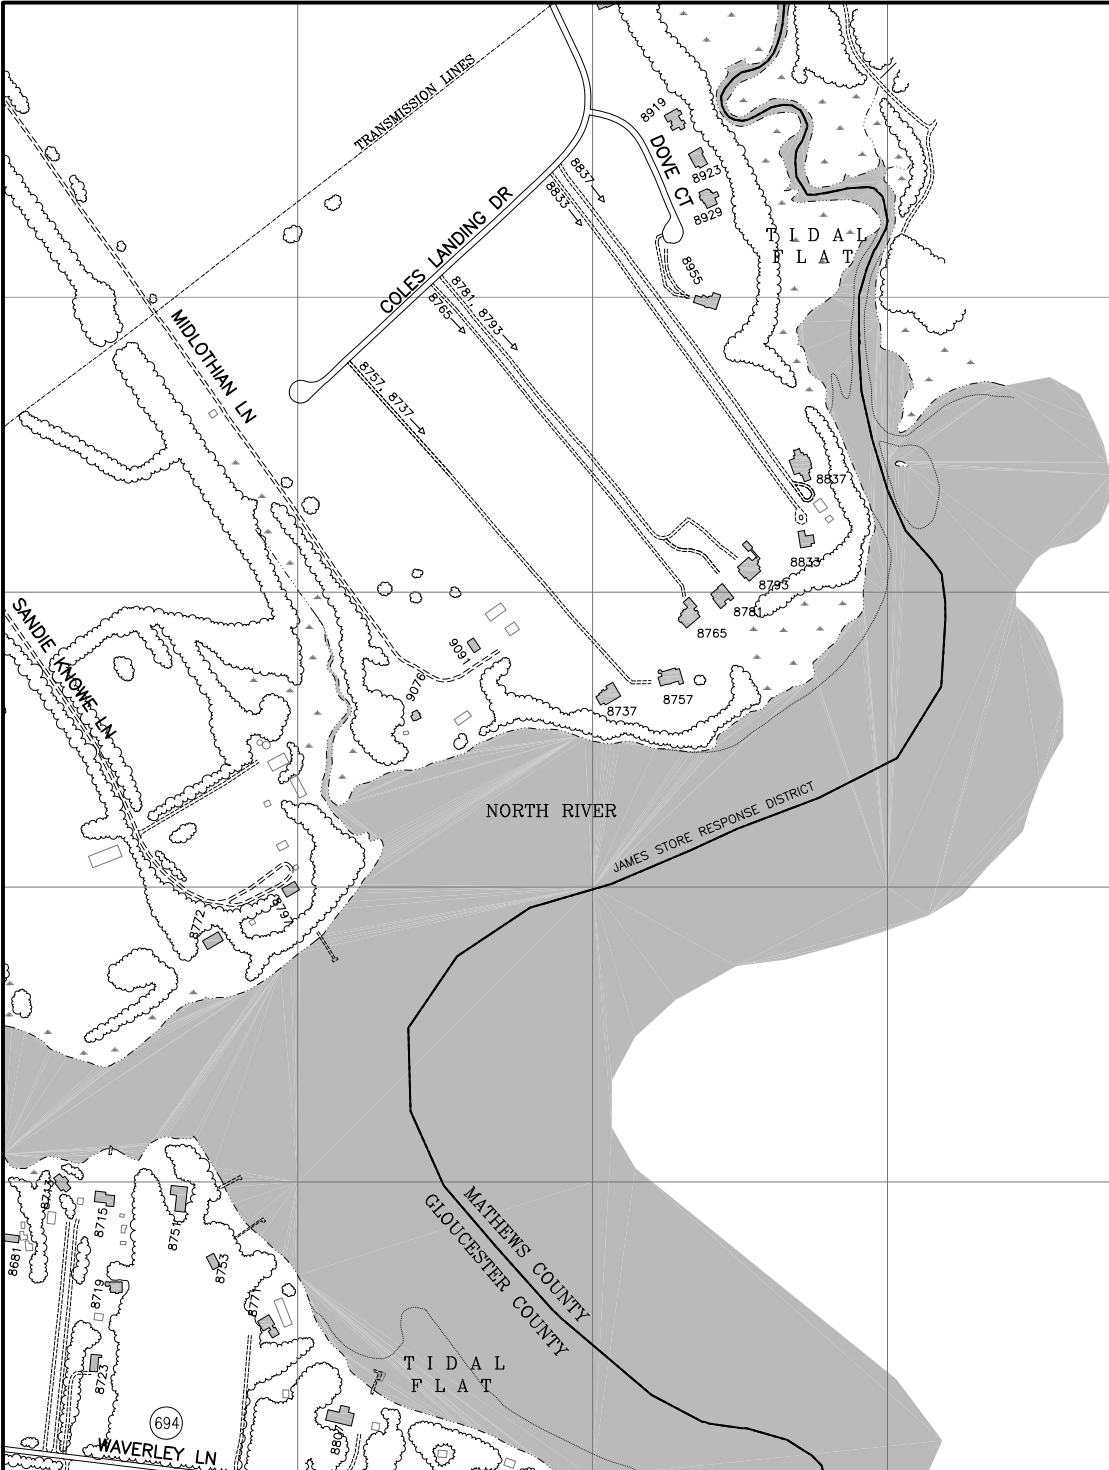 TRANSMISSION LINES
8919
DOVE CT
8923
8929
8837
8833
TIDAL
FLAT
8955
COLES LANDING DR
8781, 8793
8765
MIDLOTHIAN LN
8757, 8737
8837
8833
8793
8781
8765
SANDIE KNOWE LN
9091
9076
8757
8737
NORTH RIVER
JAMES STORE RESPONSE DISTRICT
8797
8772
8713
8715
8751
8681
8753
MATHEWS COUNTY
GLOUCESTER COUNTY
8719
8771
8723
TIDAL
FLAT
694
WAVERLEY LN
8807